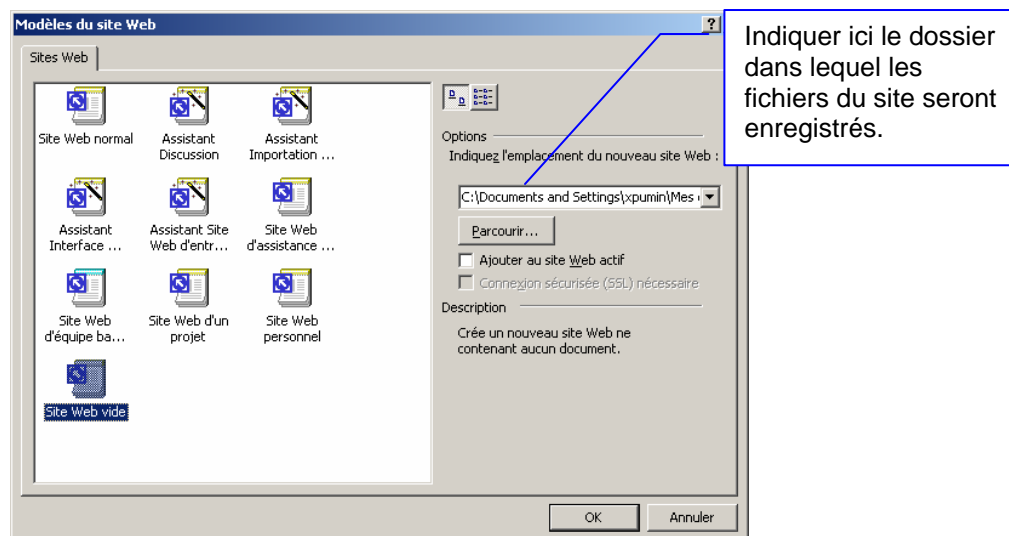 Modèles du site Web
?
Indiquer ici le dossier
dans lequel les
fichiers du site seront
enregistrés.
Sites Web
Site Web normal
Assistant
Discussion
Assistant
Importation ...
Assistant
Interface ...
Assistant Site
Web d'entr...
Site Web
d'assistance ...
Site Web
d'équipe ba...
Site Web d'un
projet
Site Web
personnel
Site Web vide
Options
Indiquez l'emplacement du nouveau site Web :
C:\Documents and Settings\xpumin\Mes
Parcourir...
Ajouter au site Web actif
Connexion sécurisée (SSL) nécessaire
Description
Crée un nouveau site Web ne
contenant aucun document.
OK
Annuler